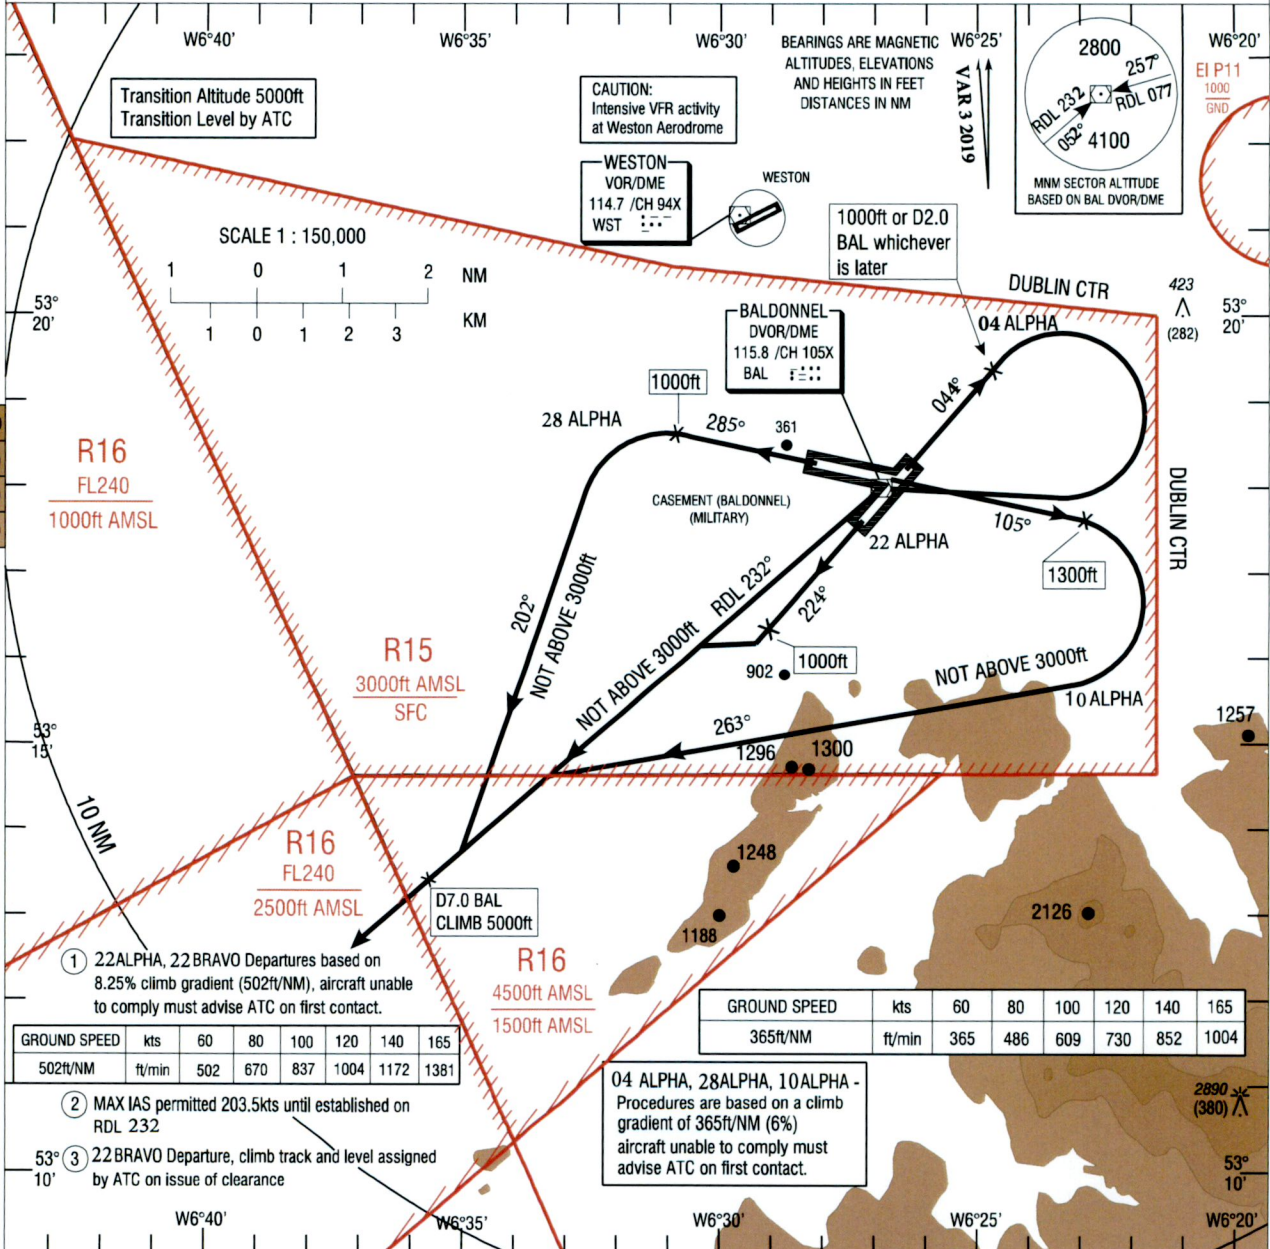 W6°40'
W6°35'
W6°30'
W6°25'
W6°20'
Transition Altitude 5000ft
Transition Level by ATC
CAUTION:
Intensive VFR activity
at Weston Aerodrome
BEARINGS ARE MAGNETIC
ALTITUDES, ELEVATIONS
AND HEIGHTS IN FEET
DISTANCES IN NM
VAR 3 2019
2800
257°
RDL 077
RDL 232
052°
4100
MNM SECTOR ALTITUDE
BASED ON BAL DVOR/DME
EI P11
1000
GND
WESTON
VOR/DME
114.7 /CH 94X
WST
WESTON
SCALE 1 : 150,000
1 0 1 2 NM
1 0 1 2 3 KM
1000ft or D2.0
BAL whichever
is later
DUBLIN CTR
423
(282)
53°
20'
53°
20'
BALDONNEL
DVOR/DME
115.8 /CH 105X
BAL
04 ALPHA
044°
1000ft
28 ALPHA
285°
361
R16
FL240
1000ft AMSL
CASEMENT (BALDONNEL)
(MILITARY)
22 ALPHA
105°
1300ft
DUBLIN CTR
202°
NOT ABOVE 3000ft
RDL 232°
NOT ABOVE 3000ft
224°
1000ft
902
R15
3000ft AMSL
SFC
NOT ABOVE 3000ft
10 ALPHA
263°
1296
1300
1257
53°
15'
10 NM
R16
FL240
2500ft AMSL
D7.0 BAL
CLIMB 5000ft
1248
1188
2126
R16
4500ft AMSL
1500ft AMSL
1 22ALPHA, 22BRAVO Departures based on
8.25% climb gradient (502ft/NM), aircraft unable
to comply must advise ATC on first contact.
GROUND SPEED kts 60 80 100 120 140 165
502ft/NM ft/min 502 670 837 1004 1172 1381
GROUND SPEED kts 60 80 100 120 140 165
365ft/NM ft/min 365 486 609 730 852 1004
2 MAX IAS permitted 203.5kts until established on
RDL 232
3 22BRAVO Departure, climb track and level assigned
by ATC on issue of clearance
04 ALPHA, 28ALPHA, 10ALPHA -
Procedures are based on a climb
gradient of 365ft/NM (6%)
aircraft unable to comply must
advise ATC on first contact.
2890
(380)
53°
10'
53°
10'
W6°40'
W6°35'
W6°30'
W6°25'
W6°20'